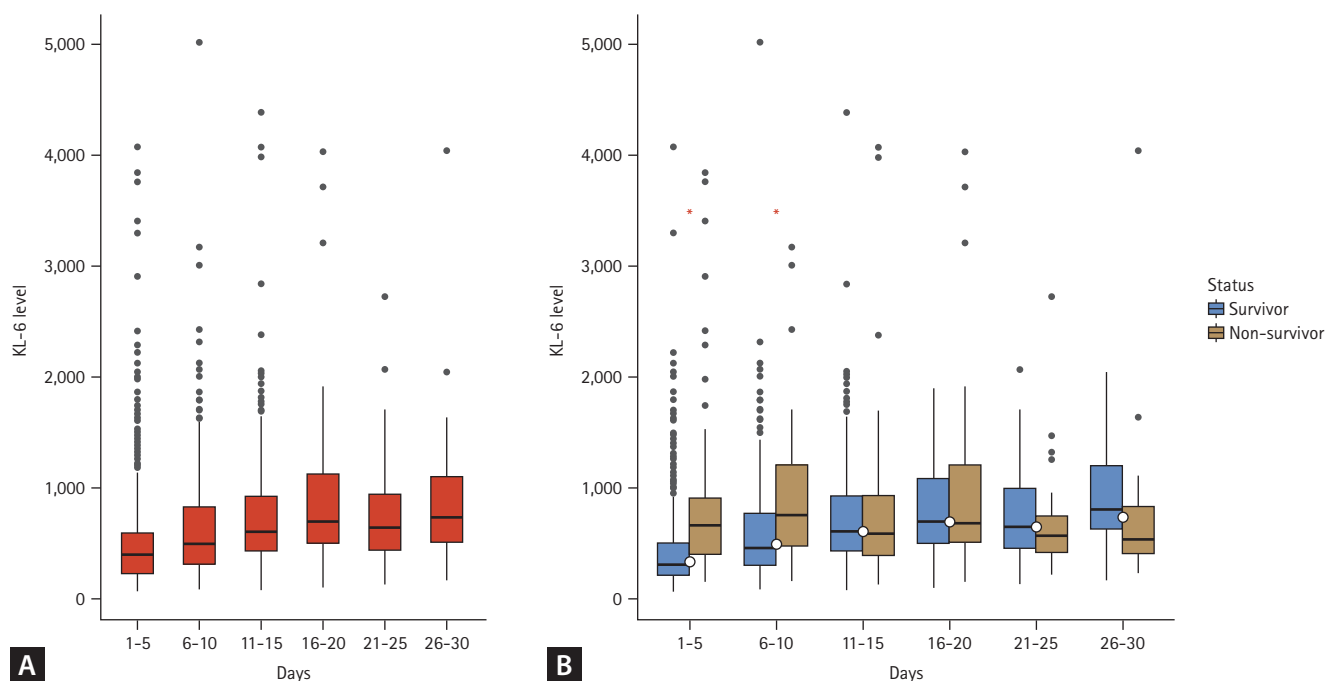 5,000
4,000
3,000
2,000
1,000
0
KL-6 level
1-5 6-10 11-15 16-20 21-25 26-30
Days
A
5,000
4,000
3,000
2,000
1,000
0
KL-6 level
* *
1-5 6-10 11-15 16-20 21-25 26-30
Days
B
Status
Survivor
Non-survivor